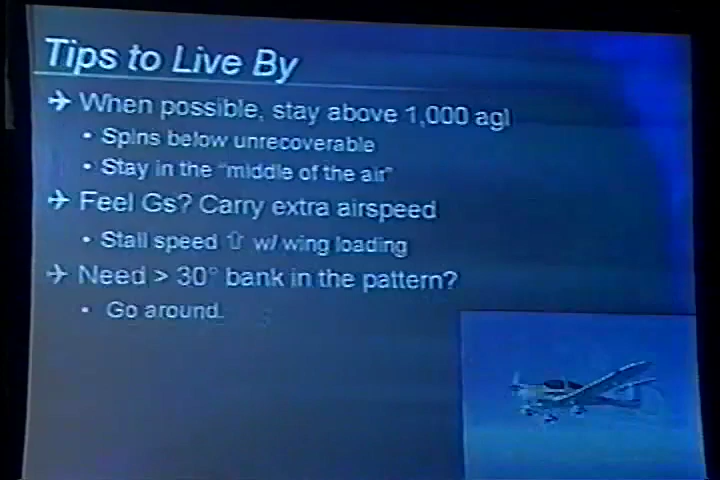 Tips to Live By
✈ When possible, stay above 1,000 agl
• Spins below unrecoverable
• Stay in the "middle of the air"
✈ Feel Gs? Carry extra airspeed
• Stall speed ⇧ w/ wing loading
✈ Need > 30° bank in the pattern?
• Go around.